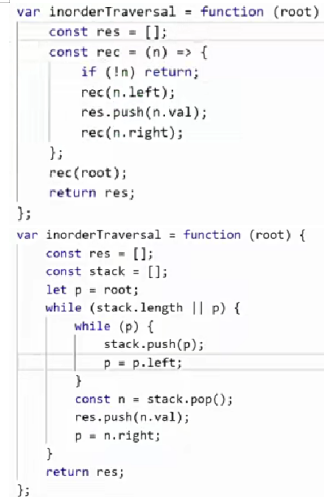 var inorderTraversal = function (root)
    const res = [];
    const rec = (n) => {
        if (!n) return;
        rec(n.left);
        res.push(n.val);
        rec(n.right);
    };
    rec(root);
    return res;
};
var inorderTraversal = function (root) {
    const res = [];
    const stack = [];
    let p = root;
    while (stack.length || p) {
        while (p) {
            stack.push(p);
            p = p.left;
        }
        const n = stack.pop();
        res.push(n.val);
        p = n.right;
    }
    return res;
};